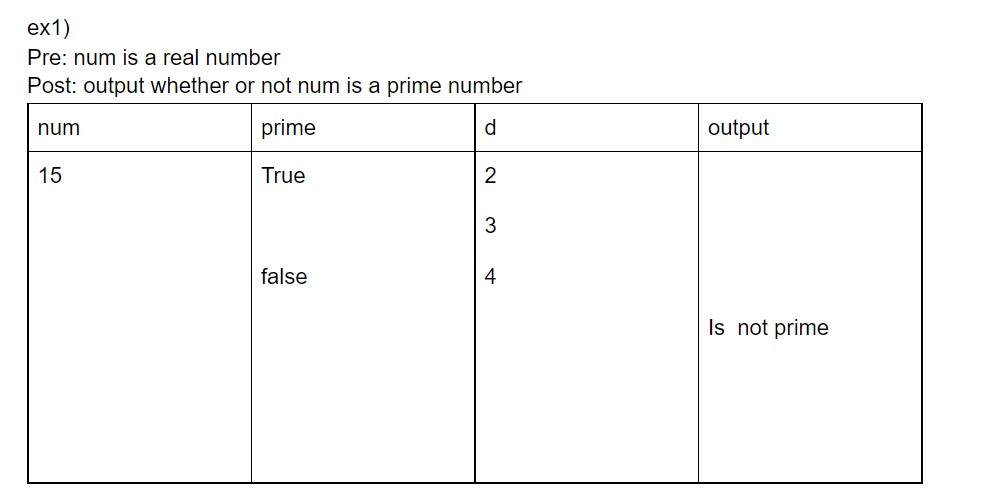 ex1)
Pre: num is a real number
Post: output whether or not num is a prime number
num prime d output
15 True 2
3
false 4
Is  not prime